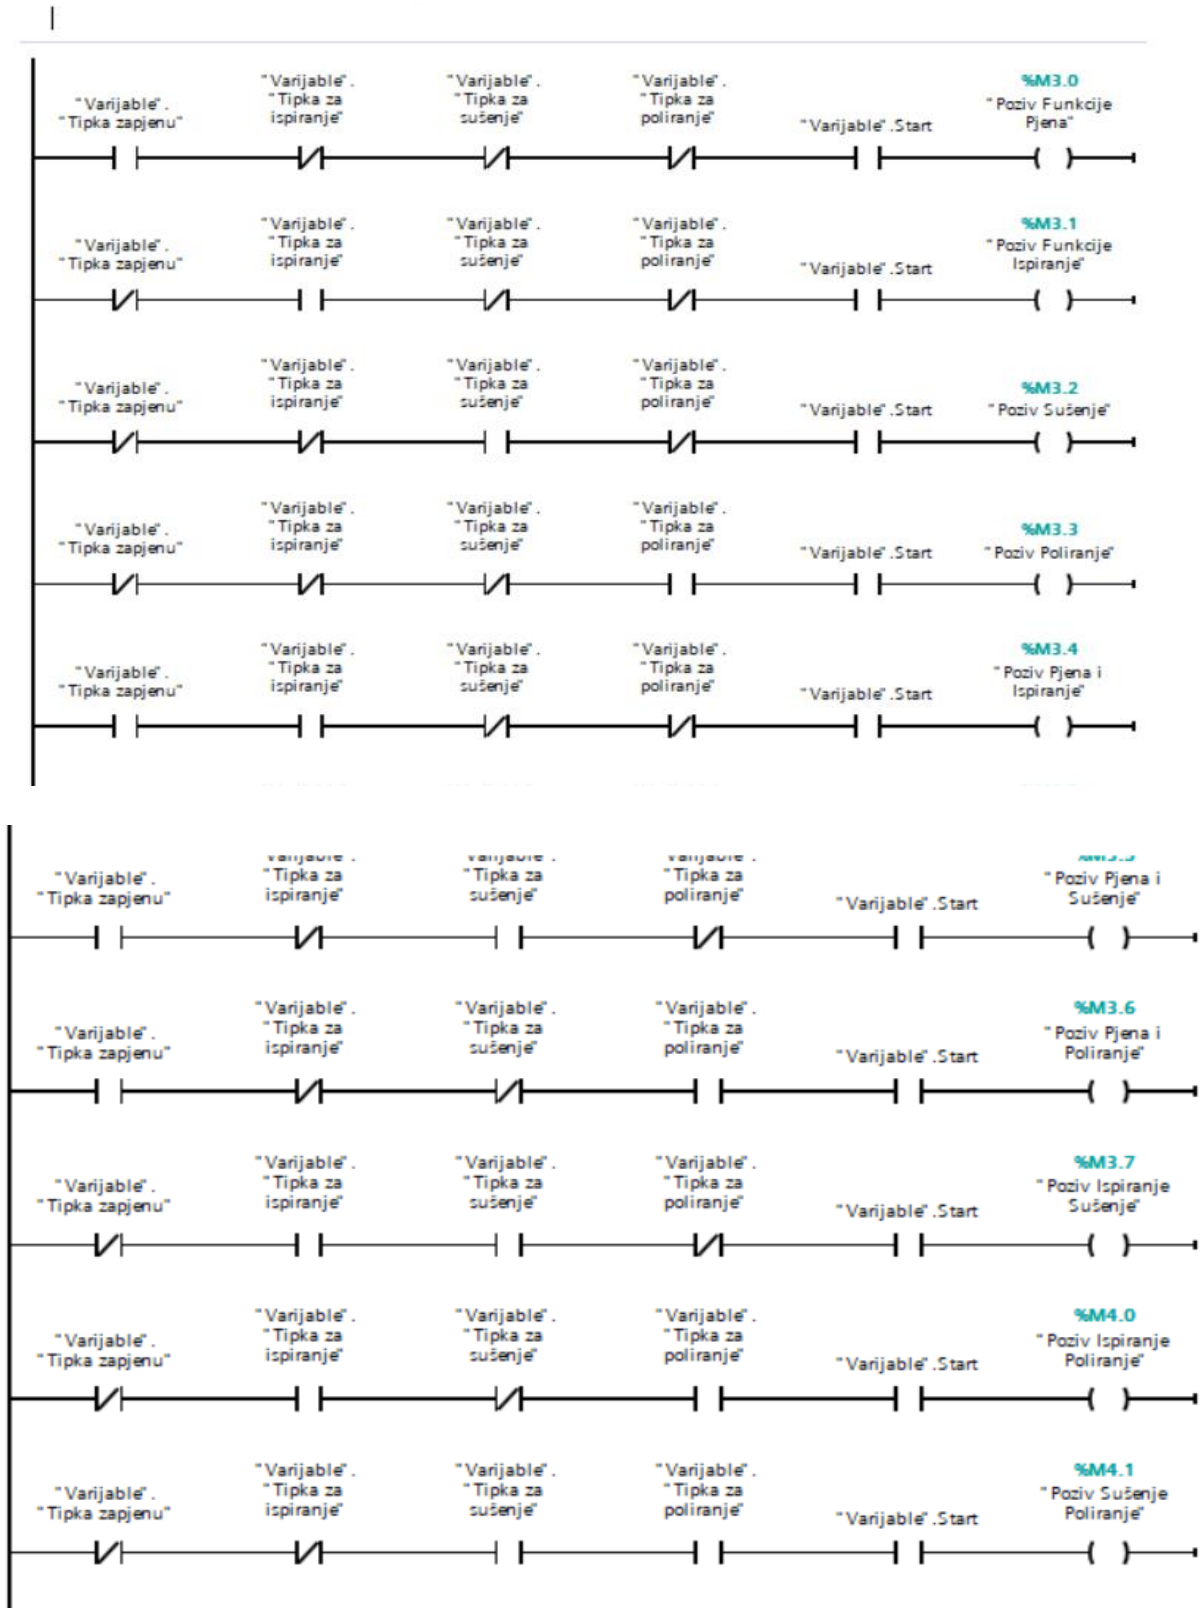 "Varijable".
"Tipka zapjenu"
"Varijable".
"Tipka za
ispiranje"
"Varijable".
"Tipka za
sušenje"
"Varijable".
"Tipka za
poliranje"
"Varijable".Start
%M3.0
"Poziv Funkcije
Pjena"
"Varijable".
"Tipka zapjenu"
"Varijable".
"Tipka za
ispiranje"
"Varijable".
"Tipka za
sušenje"
"Varijable".
"Tipka za
poliranje"
"Varijable".Start
%M3.1
"Poziv Funkcije
Ispiranje"
"Varijable".
"Tipka zapjenu"
"Varijable".
"Tipka za
ispiranje"
"Varijable".
"Tipka za
sušenje"
"Varijable".
"Tipka za
poliranje"
"Varijable".Start
%M3.2
"Poziv Sušenje"
"Varijable".
"Tipka zapjenu"
"Varijable".
"Tipka za
ispiranje"
"Varijable".
"Tipka za
sušenje"
"Varijable".
"Tipka za
poliranje"
"Varijable".Start
%M3.3
"Poziv Poliranje"
"Varijable".
"Tipka zapjenu"
"Varijable".
"Tipka za
ispiranje"
"Varijable".
"Tipka za
sušenje"
"Varijable".
"Tipka za
poliranje"
"Varijable".Start
%M3.4
"Poziv Pjena i
Ispiranje"
"Varijable".
"Tipka zapjenu"
Varijable .
"Tipka za
ispiranje"
Varijable .
"Tipka za
sušenje"
Varijable .
"Tipka za
poliranje"
"Varijable".Start
"Poziv Pjena i
Sušenje"
"Varijable".
"Tipka zapjenu"
"Varijable".
"Tipka za
ispiranje"
"Varijable".
"Tipka za
sušenje"
"Varijable".
"Tipka za
poliranje"
"Varijable".Start
%M3.6
"Poziv Pjena i
Poliranje"
"Varijable".
"Tipka zapjenu"
"Varijable".
"Tipka za
ispiranje"
"Varijable".
"Tipka za
sušenje"
"Varijable".
"Tipka za
poliranje"
"Varijable".Start
%M3.7
"Poziv Ispiranje
Sušenje"
"Varijable".
"Tipka zapjenu"
"Varijable".
"Tipka za
ispiranje"
"Varijable".
"Tipka za
sušenje"
"Varijable".
"Tipka za
poliranje"
"Varijable".Start
%M4.0
"Poziv Ispiranje
Poliranje"
"Varijable".
"Tipka zapjenu"
"Varijable".
"Tipka za
ispiranje"
"Varijable".
"Tipka za
sušenje"
"Varijable".
"Tipka za
poliranje"
"Varijable".Start
%M4.1
"Poziv Sušenje
Poliranje"